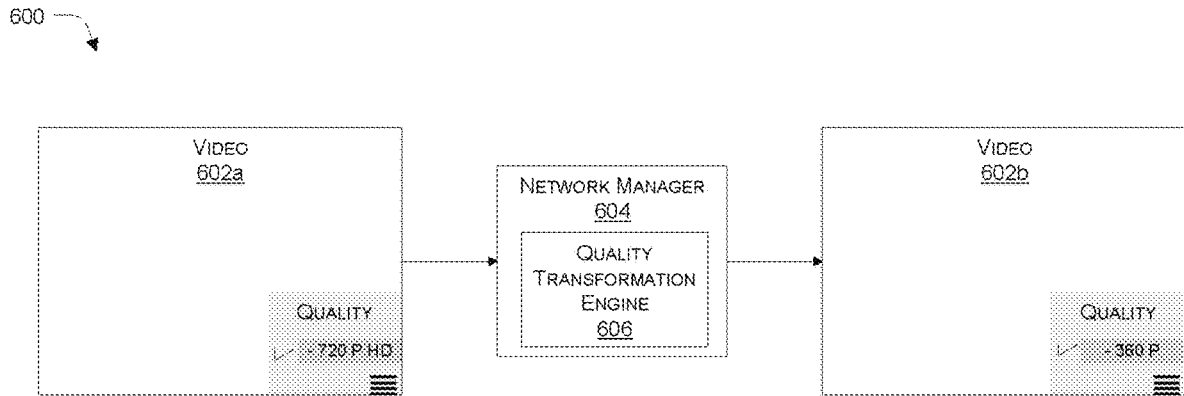 600
VIDEO
602a
QUALITY
- 720 P HD
NETWORK MANAGER
604
QUALITY
TRANSFORMATION
ENGINE
606
VIDEO
602b
QUALITY
- 360 P